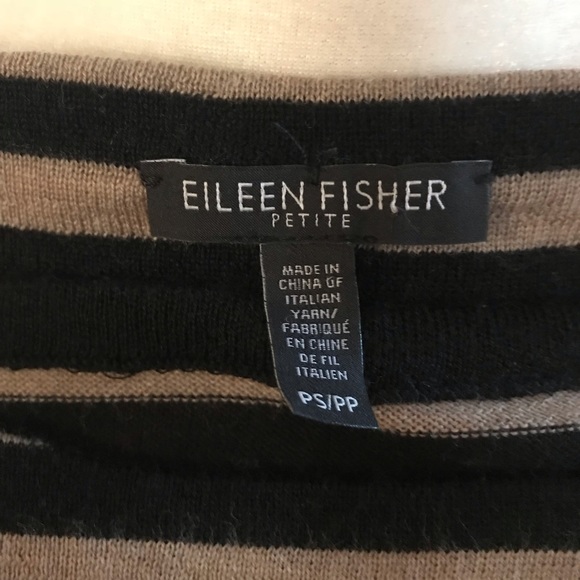 EILEEN FISHER
PETITE
MADE IN
CHINA OF
ITALIAN
YARN/
FABRIQUÉ
EN CHINE
DE FIL
ITALIEN
PS/PP